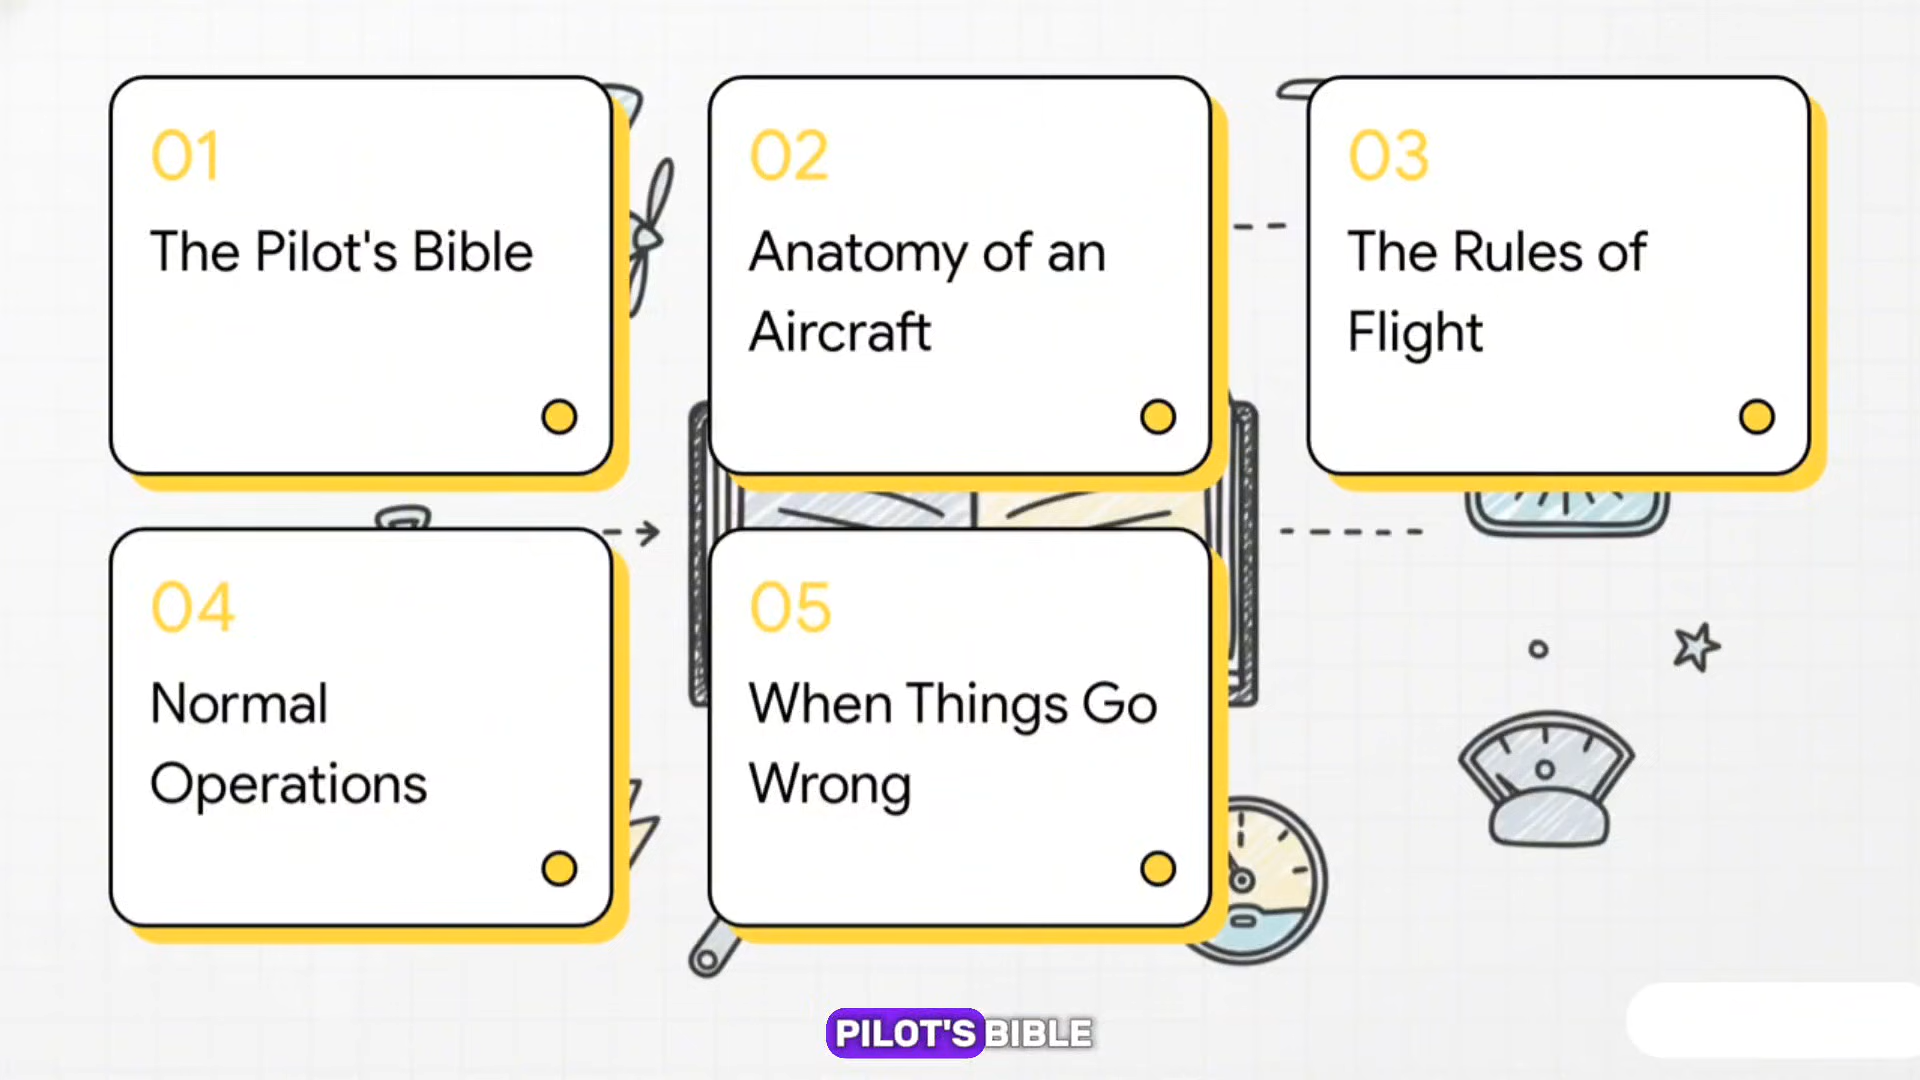 01
The Pilot's Bible
02
Anatomy of an
Aircraft
03
The Rules of
Flight
04
Normal
Operations
05
When Things Go
Wrong
PILOT'S BIBLE